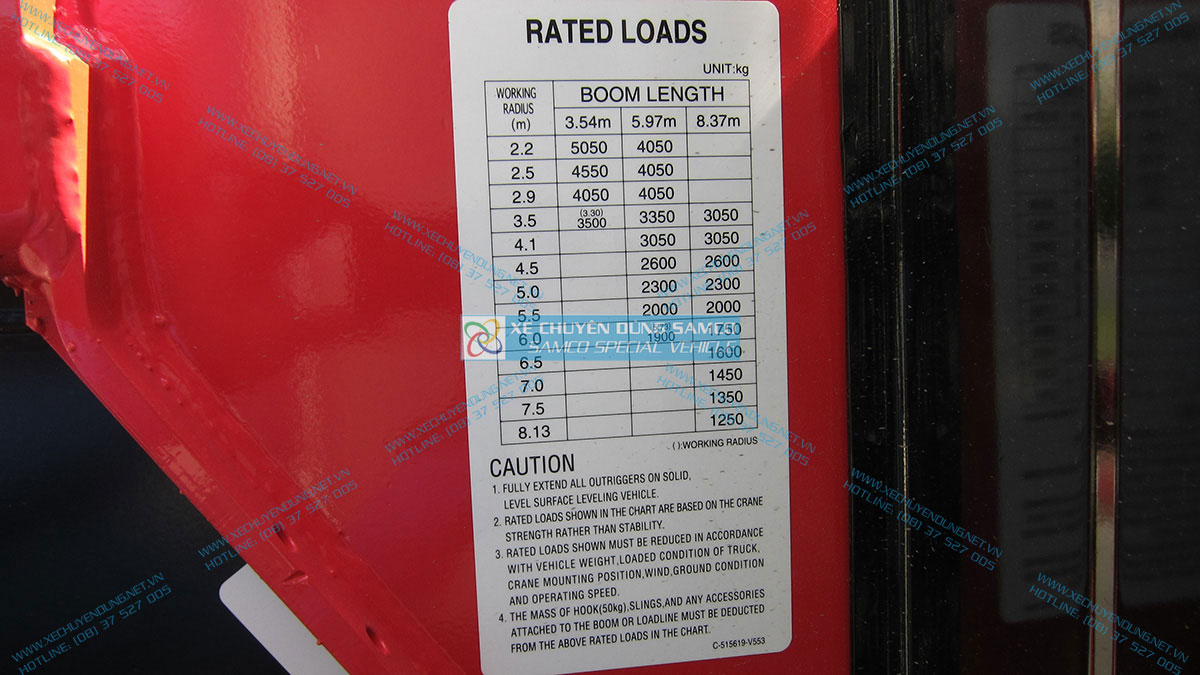 RATED LOADS
UNIT:kg
WORKING RADIUS (m) BOOM LENGTH
3.54m 5.97m 8.37m
2.2 5050 4050
2.5 4550 4050
2.9 4050 4050
3.5 (3.30) 3500 3350 3050
4.1 3050 3050
4.5 2600 2600
5.0 2300 2300
5.5 2000 2000
6.0 1900 1750
6.5 1600
7.0 1450
7.5 1350
8.13 1250
( ):WORKING RADIUS
XE CHUYÊN DÙNG SAMCO
SAMCO SPECIAL VEHICLE
CAUTION
1. FULLY EXTEND ALL OUTRIGGERS ON SOLID,
LEVEL SURFACE LEVELING VEHICLE.
2. RATED LOADS SHOWN IN THE CHART ARE BASED ON THE CRANE
STRENGTH RATHER THAN STABILITY.
3. RATED LOADS SHOWN MUST BE REDUCED IN ACCORDANCE
WITH VEHICLE WEIGHT,LOADED CONDITION OF TRUCK,
CRANE MOUNTING POSITION,WIND,GROUND CONDITION
AND OPERATING SPEED.
4. THE MASS OF HOOK(50kg),SLINGS,AND ANY ACCESSORIES
ATTACHED TO THE BOOM OR LOADLINE MUST BE DEDUCTED
FROM THE ABOVE RATED LOADS IN THE CHART.
C-515619-V553
WWW.XECHUYENDUNG.NET.VN
HOTLINE: (08) 37 527 005